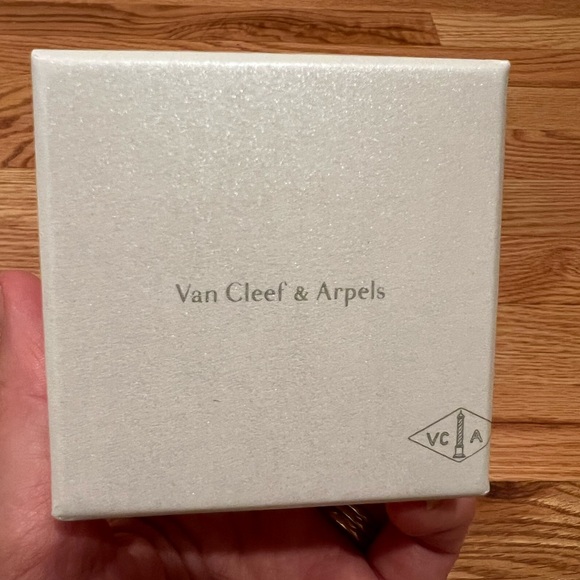 Van Cleef & Arpels
VC A